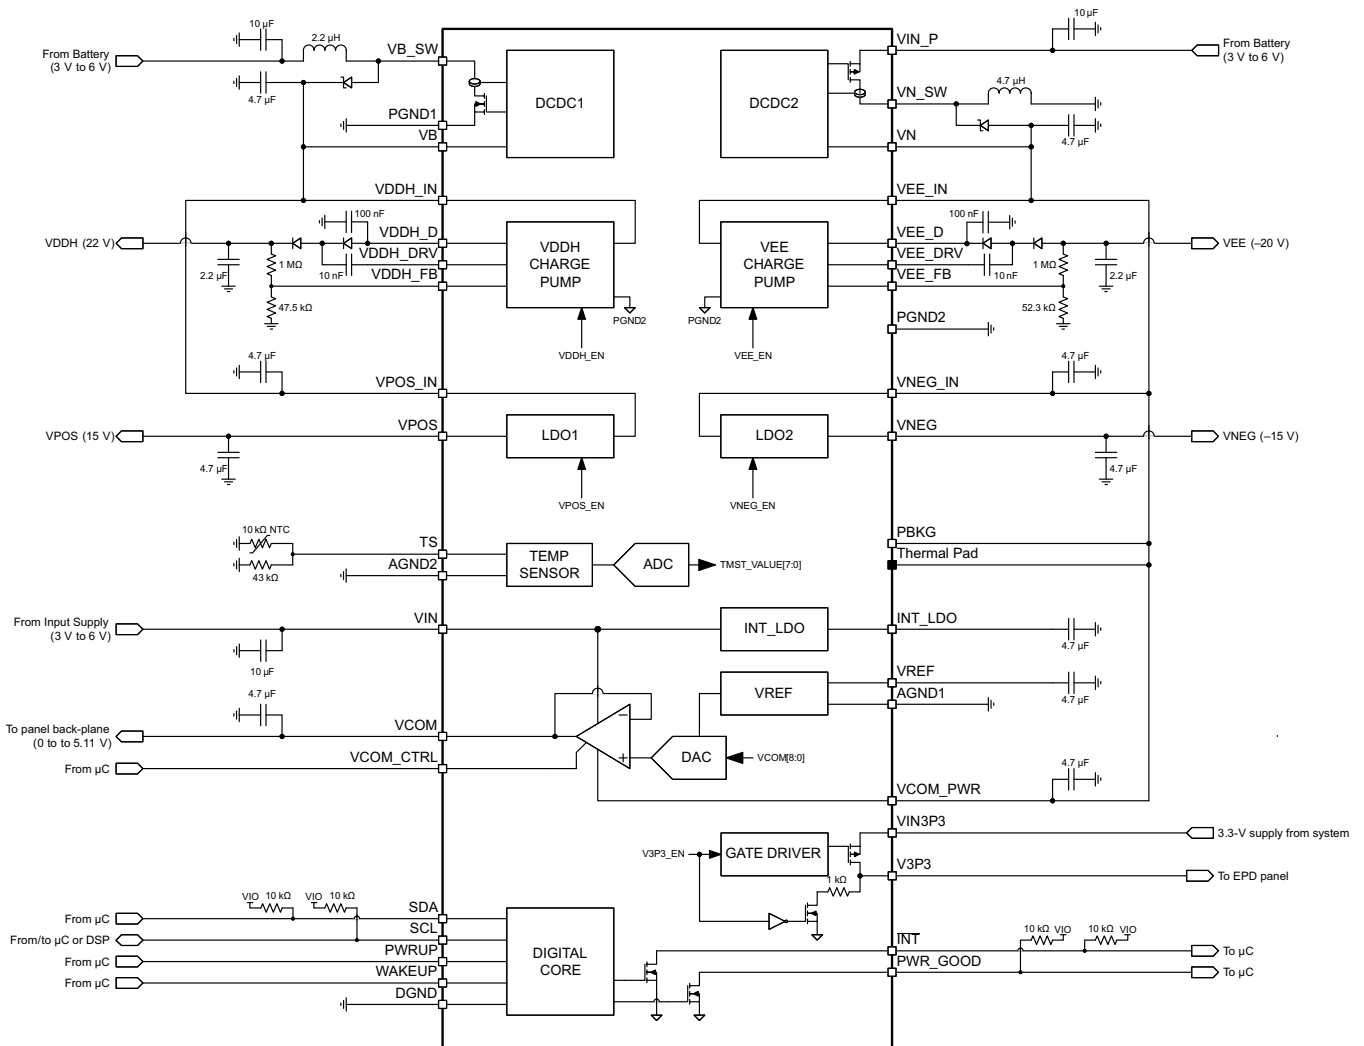 10 µF
10 µF
2.2 µH
From Battery
(3 V to 6 V)
VB_SW
VIN_P
From Battery
(3 V to 6 V)
4.7 µF
4.7 µH
DCDC1
DCDC2
VN_SW
PGND1
VB
VN
4.7 µF
VDDH_IN
VEE_IN
100 nF
100 nF
VDDH (22 V)
VDDH_D
VDDH_DRV
VDDH_FB
VDDH
CHARGE
PUMP
VEE
CHARGE
PUMP
VEE_D
VEE_DRV
VEE_FB
VEE (–20 V)
2.2 µF
1 MΩ
10 nF
10 nF
1 MΩ
2.2 µF
47.5 kΩ
52.3 kΩ
PGND2
PGND2
PGND2
VDDH_EN
VEE_EN
4.7 µF
4.7 µF
VPOS_IN
VNEG_IN
VPOS (15 V)
VPOS
LDO1
LDO2
VNEG
VNEG (–15 V)
4.7 µF
4.7 µF
VPOS_EN
VNEG_EN
10 kΩ NTC
43 kΩ
TS
AGND2
TEMP
SENSOR
ADC
TMST_VALUE[7:0]
PBKG
Thermal Pad
From Input Supply
(3 V to 6 V)
VIN
INT_LDO
INT_LDO
10 µF
4.7 µF
VREF
VREF
AGND1
4.7 µF
4.7 µF
To panel back-plane
(0 to to 5.11 V)
VCOM
–
+
DAC
VCOM[8:0]
From µC
VCOM_CTRL
4.7 µF
VCOM_PWR
VIN3P3
3.3-V supply from system
V3P3_EN
GATE DRIVER
V3P3
To EPD panel
1 kΩ
VIO
10 kΩ
VIO
10 kΩ
From µC
SDA
From/to µC or DSP
SCL
From µC
PWRUP
From µC
WAKEUP
DGND
DIGITAL
CORE
10 kΩ
VIO
10 kΩ
VIO
INT
To µC
PWR_GOOD
To µC